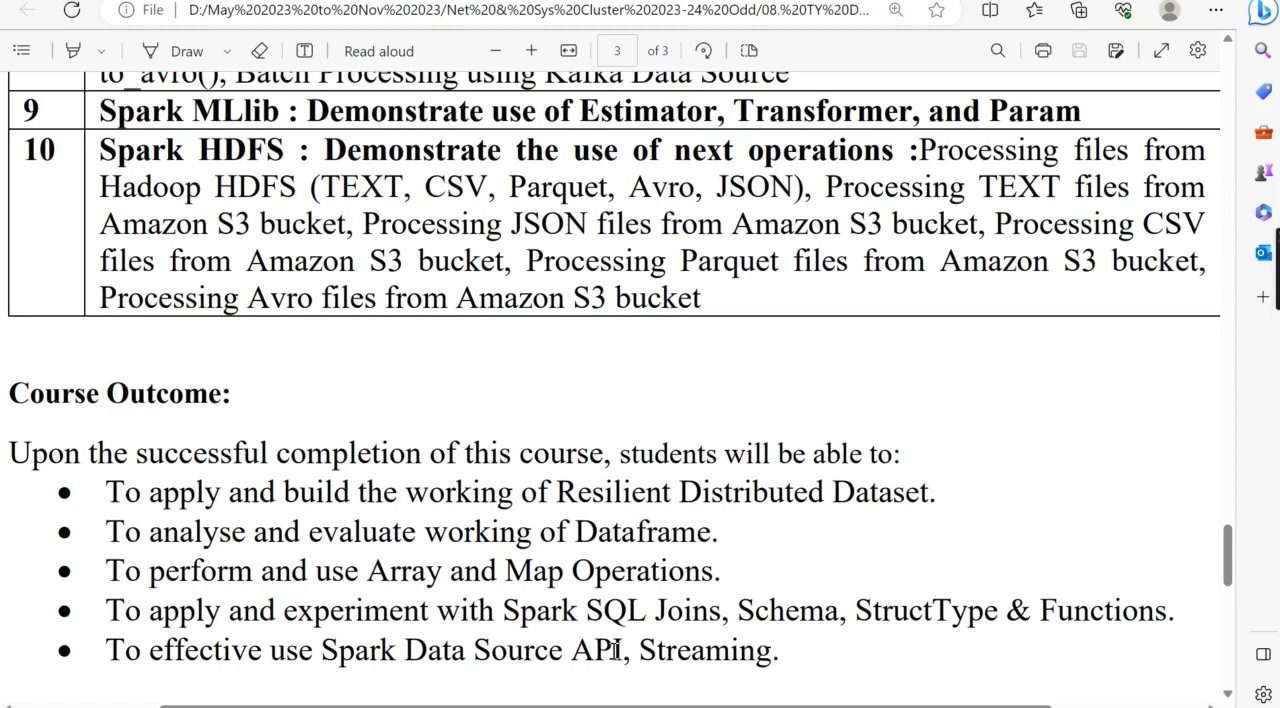 File
D:/May%202023%20to%20Nov%202023/Net%20&%20Sys%20Cluster%202023-24%20Odd/08.%20TY%20D...
Draw
Read aloud
3
of 3
to_avro(), Batch Processing using Kafka Data Source
9 Spark MLlib : Demonstrate use of Estimator, Transformer, and Param
10 Spark HDFS : Demonstrate the use of next operations :Processing files from
Hadoop HDFS (TEXT, CSV, Parquet, Avro, JSON), Processing TEXT files from
Amazon S3 bucket, Processing JSON files from Amazon S3 bucket, Processing CSV
files from Amazon S3 bucket, Processing Parquet files from Amazon S3 bucket,
Processing Avro files from Amazon S3 bucket
Course Outcome:
Upon the successful completion of this course, students will be able to:
• To apply and build the working of Resilient Distributed Dataset.
• To analyse and evaluate working of Dataframe.
• To perform and use Array and Map Operations.
• To apply and experiment with Spark SQL Joins, Schema, StructType & Functions.
• To effective use Spark Data Source API, Streaming.